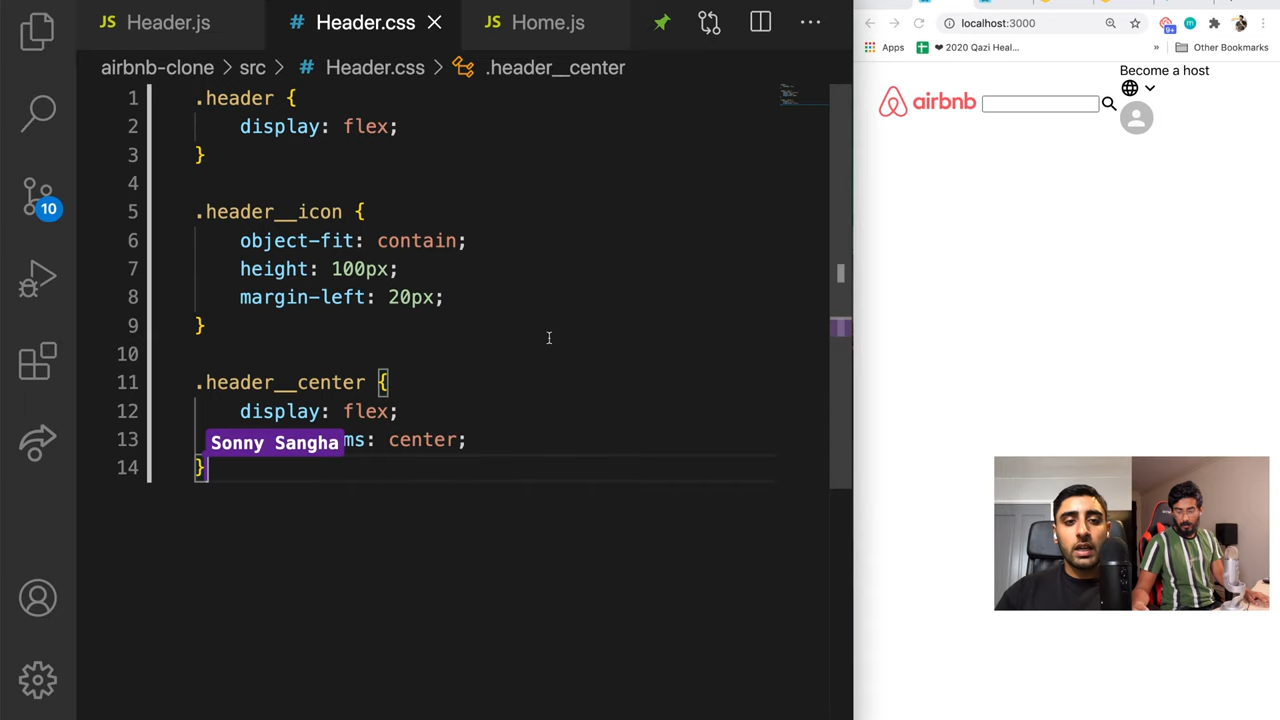 JS Header.js
# Header.css
JS Home.js
airbnb-clone > src > # Header.css > .header__center
1 .header {
2 display: flex;
3 }
4
5 .header__icon {
6 object-fit: contain;
7 height: 100px;
8 margin-left: 20px;
9 }
10
11 .header__center {
12 display: flex;
13 ms: center;
Sonny Sangha
14 }
10
localhost:3000
9+
Apps
2020 Qazi Heal...
»
Other Bookmarks
Become a host
airbnb